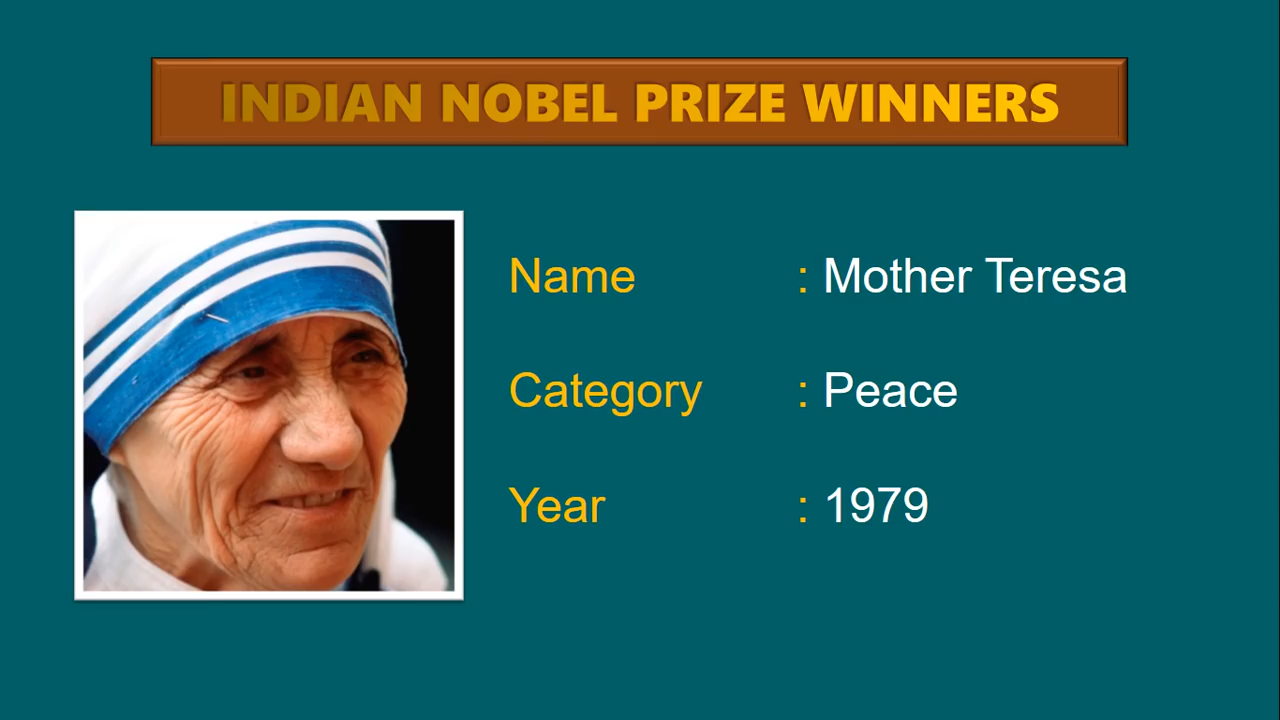 INDIAN NOBEL PRIZE WINNERS
Name : Mother Teresa
Category : Peace
Year : 1979